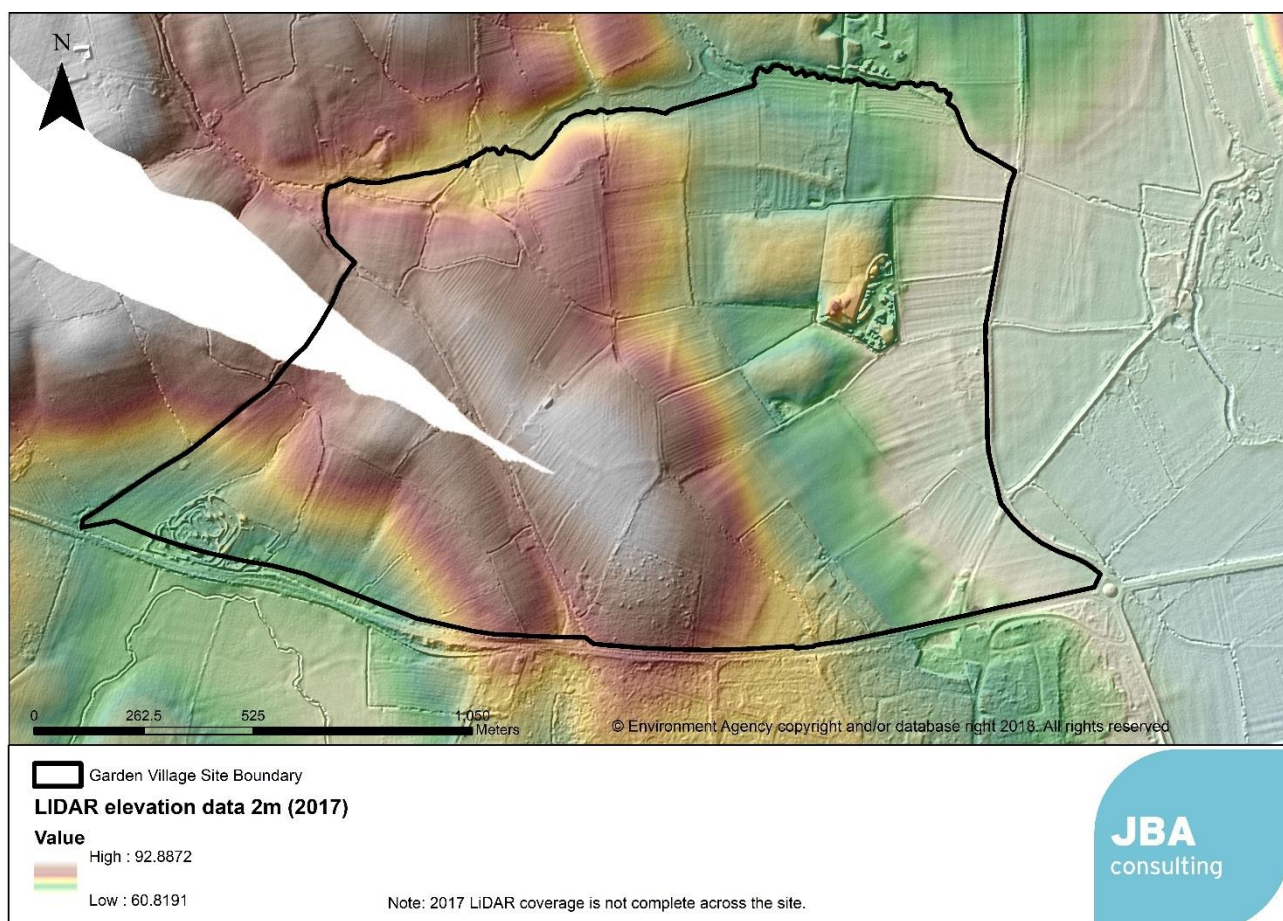 N
0 262.5 525 1,050
Meters
© Environment Agency copyright and/or database right 2018. All rights reserved
Garden Village Site Boundary
LIDAR elevation data 2m (2017)
Value
High : 92.8872
Low : 60.8191
Note: 2017 LiDAR coverage is not complete across the site.
JBA
consulting